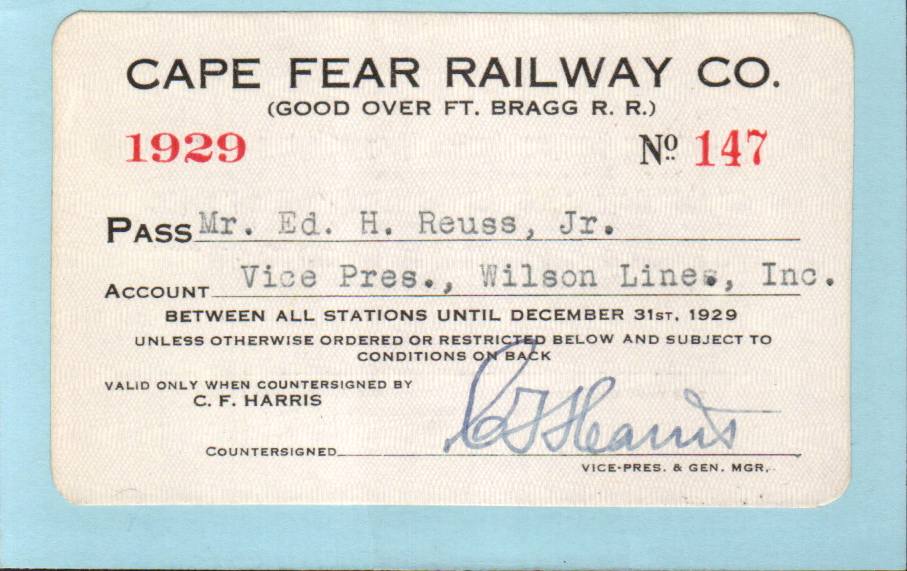 CAPE FEAR RAILWAY CO.
(GOOD OVER FT. BRAGG R. R.)
1929 Nº 147
PASS Mr. Ed. H. Reuss, Jr.
ACCOUNT Vice Pres., Wilson Lines, Inc.
BETWEEN ALL STATIONS UNTIL DECEMBER 31ST, 1929
UNLESS OTHERWISE ORDERED OR RESTRICTED BELOW AND SUBJECT TO
CONDITIONS ON BACK
VALID ONLY WHEN COUNTERSIGNED BY
C. F. HARRIS
COUNTERSIGNED C F Harris
VICE-PRES. & GEN. MGR.